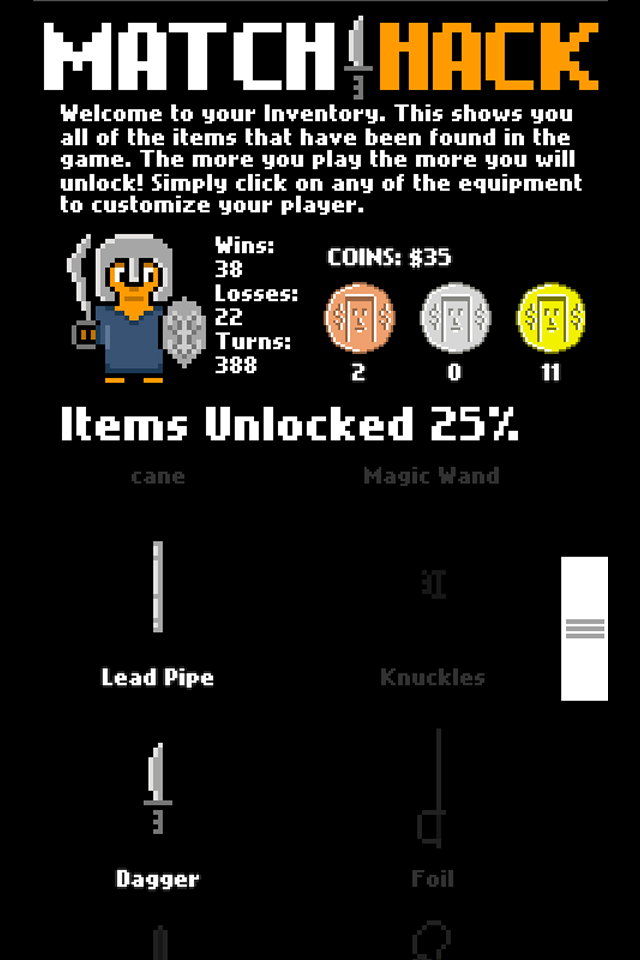 MATCH HACK
Welcome to your Inventory. This shows you
all of the items that have been found in the
game. The more you play the more you will
unlock! Simply click on any of the equipment
to customize your player.
Wins:
38
Losses:
22
Turns:
388
COINS: $35
2 0 11
Items Unlocked 25%
cane Magic Wand
Lead Pipe Knuckles
Dagger Foil